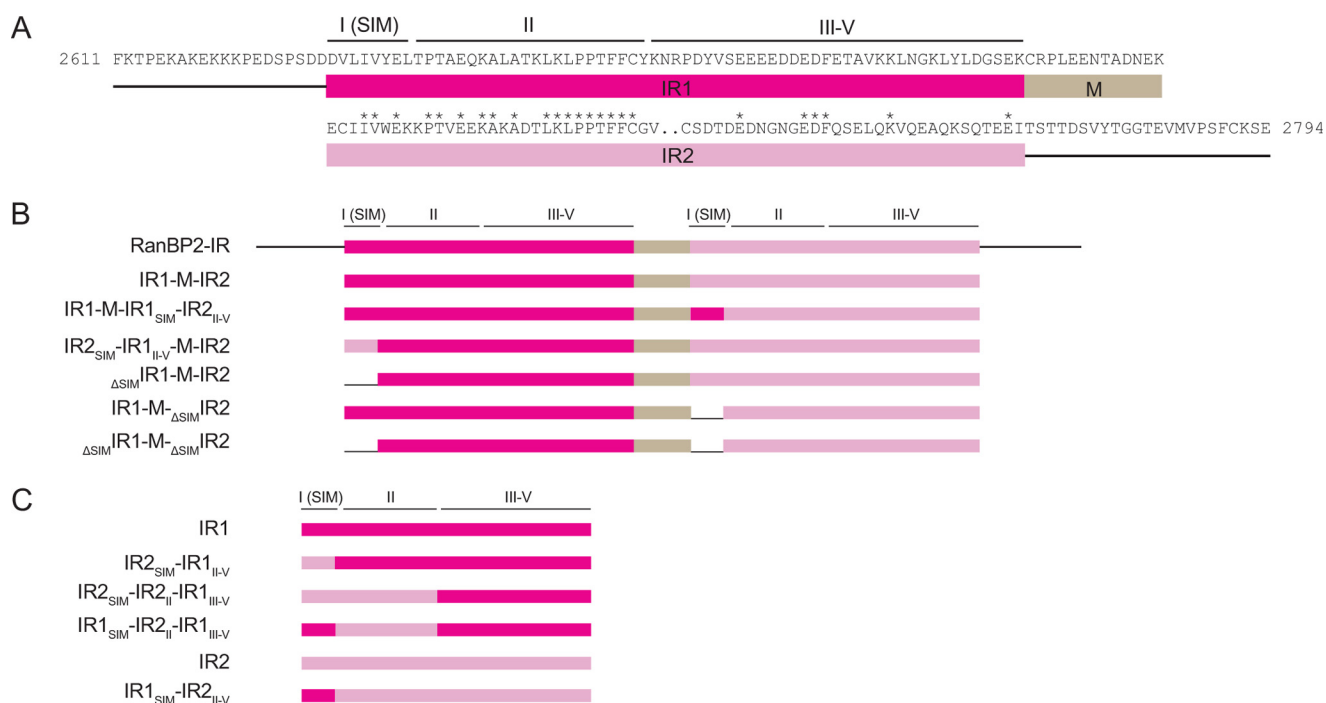 A
I (SIM) II III-V
2611 FKTPEKAKEKKKPEDSPSDDDVLIVYELTPTAEQKALATKLKLPPTFFCYKNRPDYVSEEEEDDEDFETAVKKLNGKLYLDGSEKCRPLEENTADNEK
IR1 M
** * ** ** ** * ********* * *** * *
ECIIVWEKKPTVEEKAKADTLKLPPTFFCGV..CSDTDEDNGNGEDFQSELQKVQEAQKSQTEEITSTTDSVYTGGTEVMVPSFCKSE 2794
IR2
B
I (SIM) II III-V I (SIM) II III-V
RanBP2-IR
IR1-M-IR2
IR1-M-IR1SIM-IR2II-V
IR2SIM-IR1II-V-M-IR2
ΔSIMIR1-M-IR2
IR1-M-ΔSIMIR2
ΔSIMIR1-M-ΔSIMIR2
C
I (SIM) II III-V
IR1
IR2SIM-IR1II-V
IR2SIM-IR2II-IR1III-V
IR1SIM-IR2II-IR1III-V
IR2
IR1SIM-IR2II-V